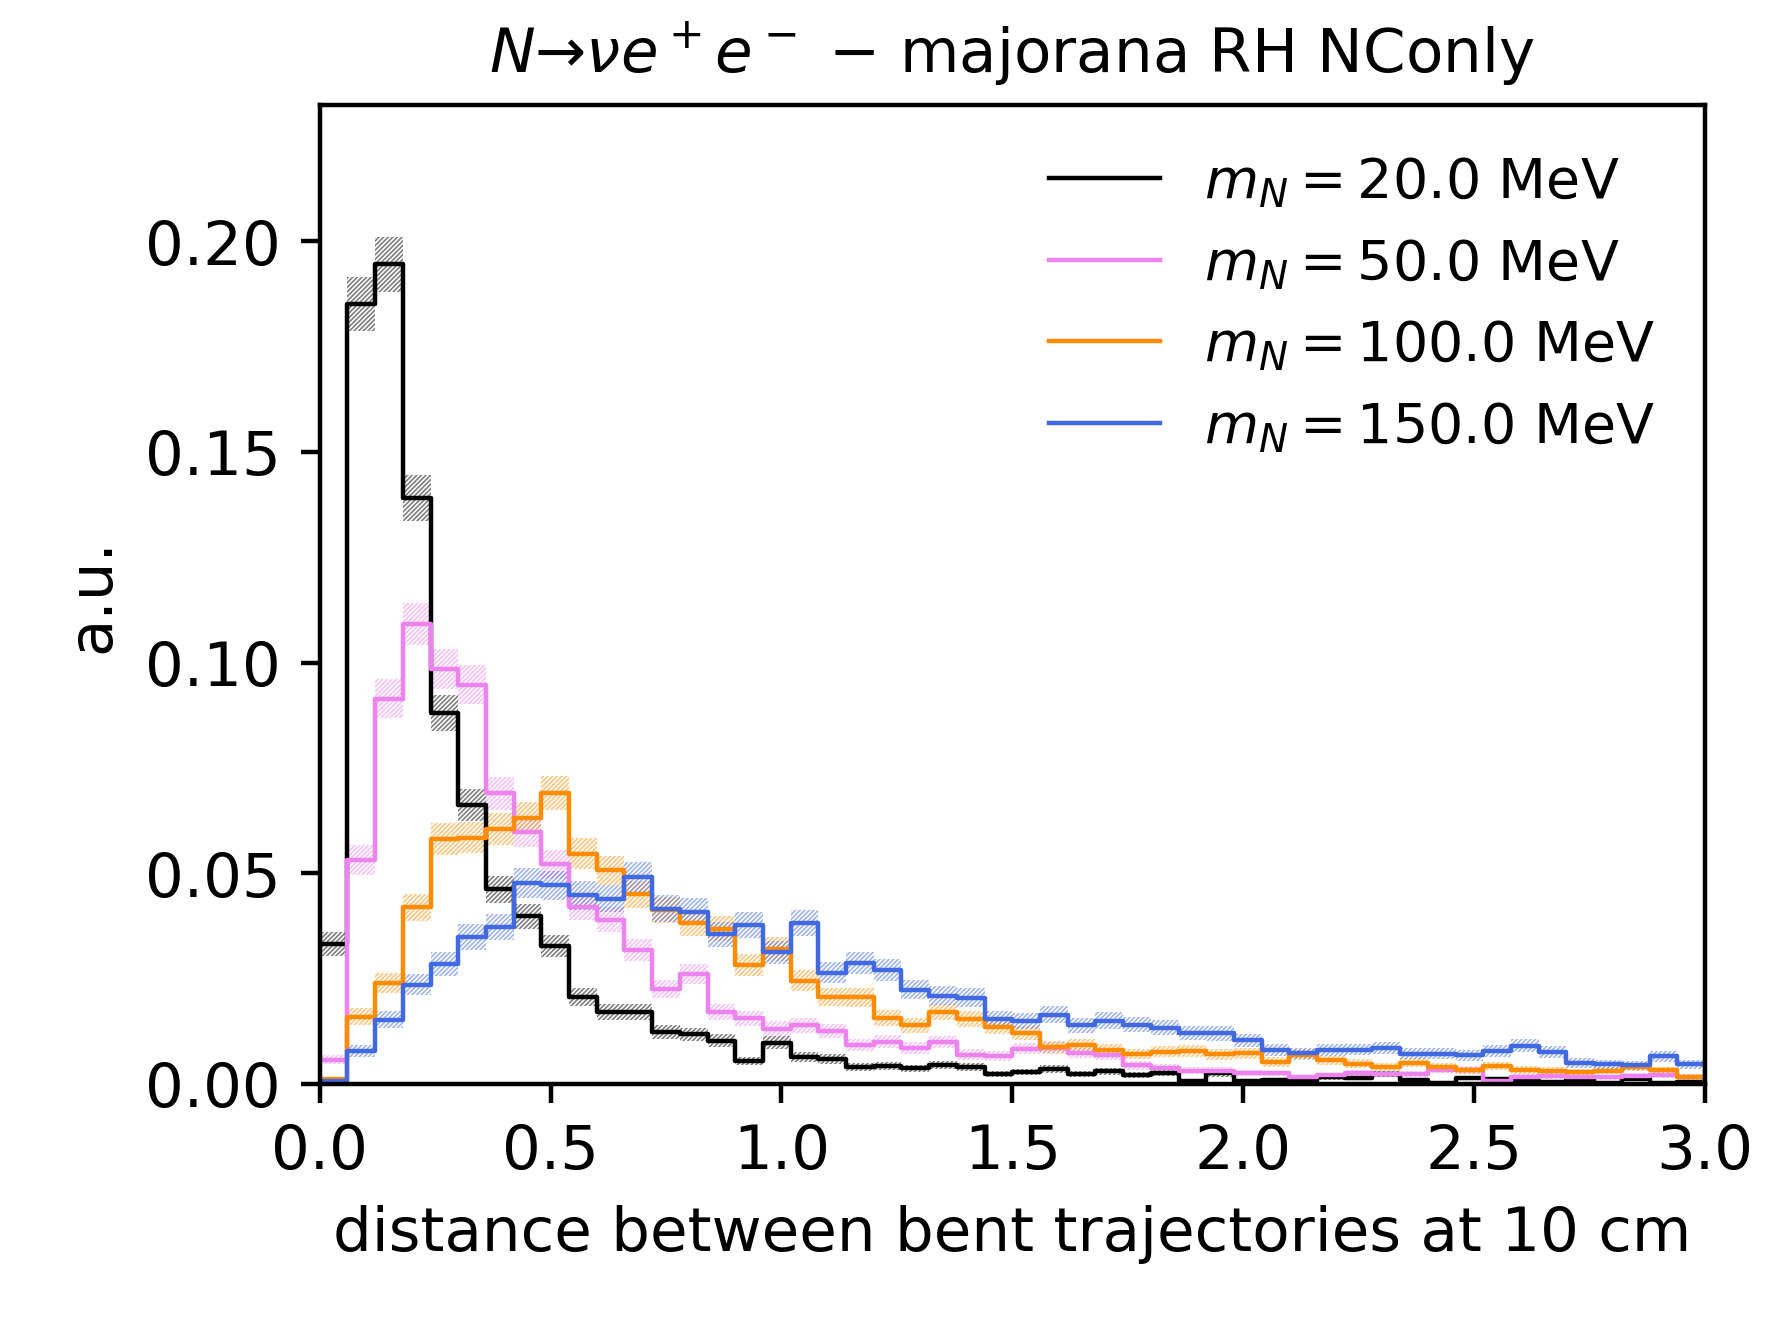 N→νe⁺e⁻ − majorana RH NConly
m_N = 20.0 MeV
m_N = 50.0 MeV
m_N = 100.0 MeV
m_N = 150.0 MeV
a.u.
0.20
0.15
0.10
0.05
0.00
0.0 0.5 1.0 1.5 2.0 2.5 3.0
distance between bent trajectories at 10 cm